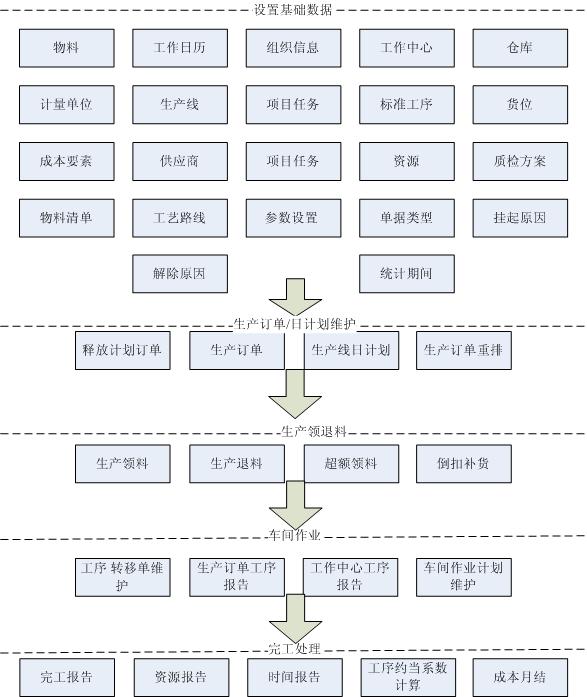 设置基础数据
物料
工作日历
组织信息
工作中心
仓库
计量单位
生产线
项目任务
标准工序
货位
成本要素
供应商
项目任务
资源
质检方案
物料清单
工艺路线
参数设置
单据类型
挂起原因
解除原因
统计期间
生产订单/日计划维护
释放计划订单
生产订单
生产线日计划
生产订单重排
生产领退料
生产领料
生产退料
超额领料
倒扣补货
车间作业
工序 转移单维
护
生产订单工序
报告
工作中心工序
报告
车间作业计划
维护
完工处理
完工报告
资源报告
时间报告
工序约当系数
计算
成本月结